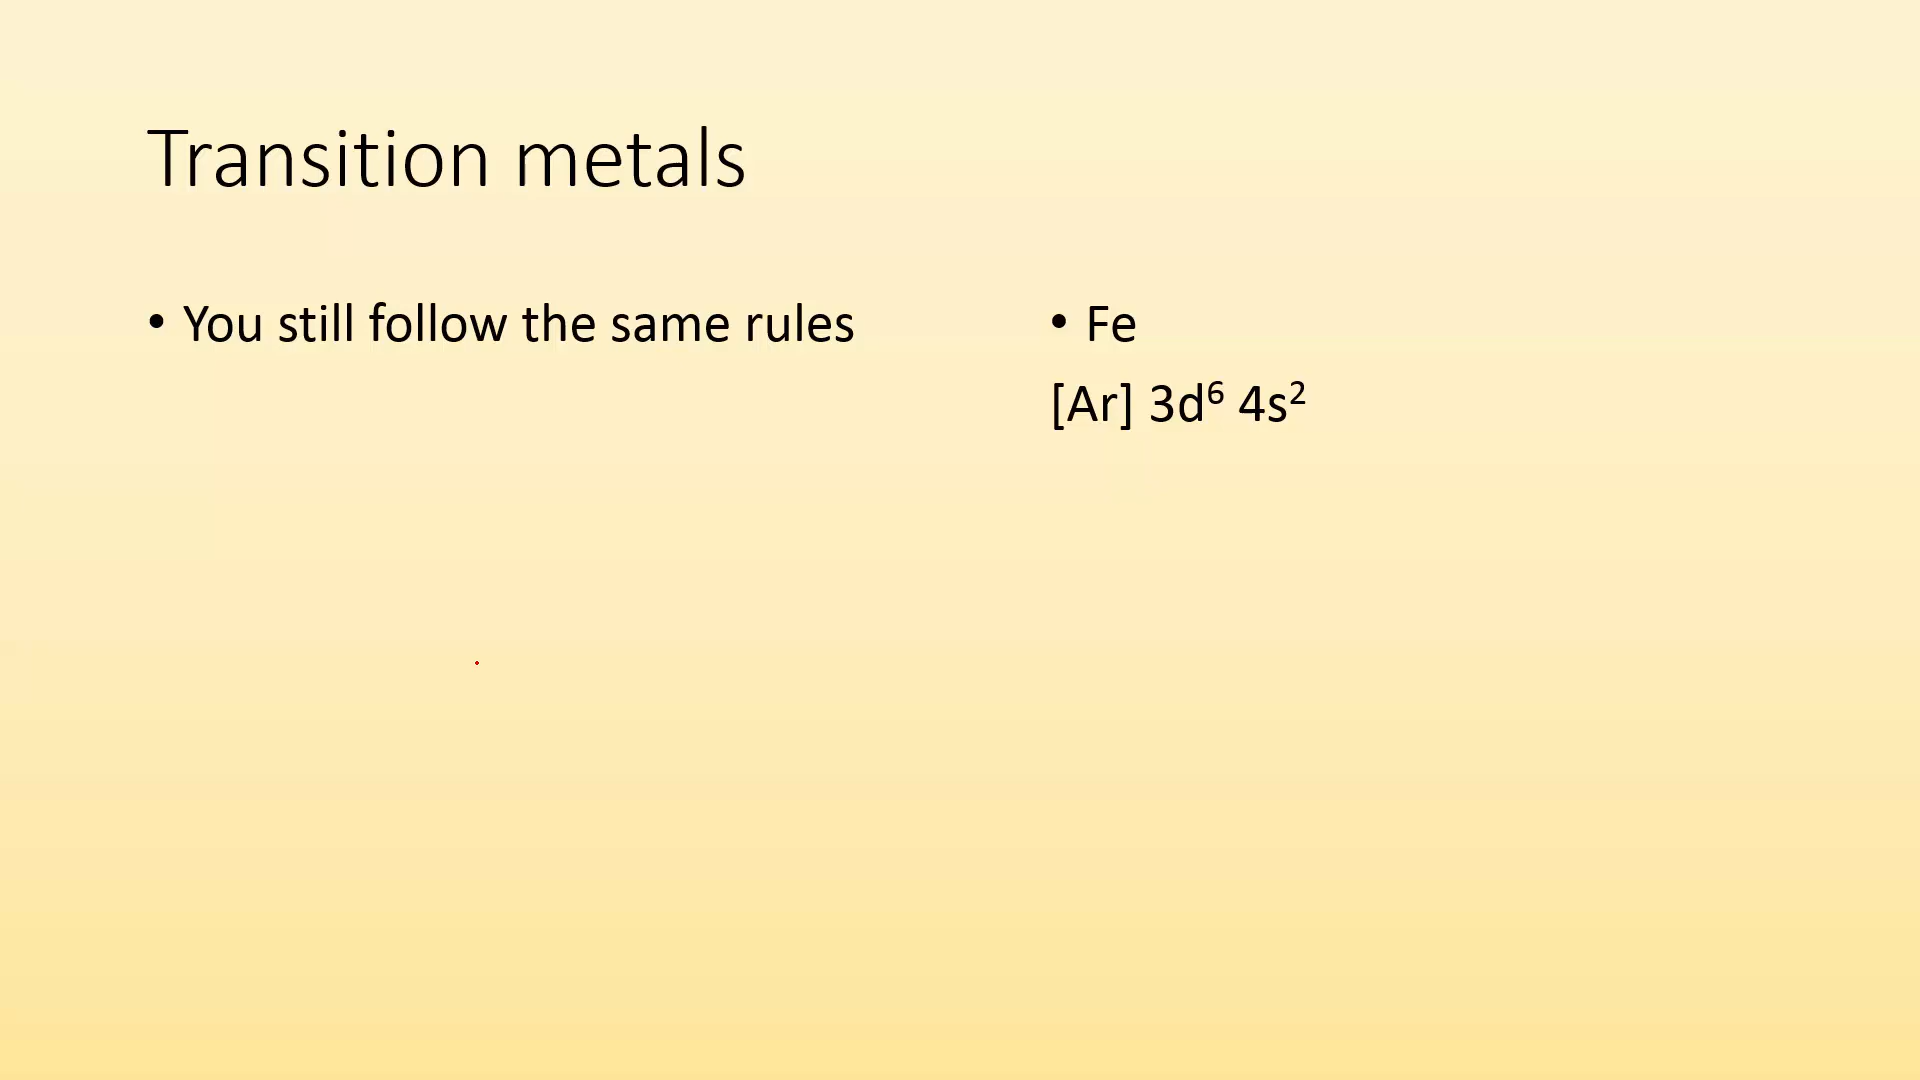 Transition metals
• You still follow the same rules
• Fe
[Ar] 3d⁶ 4s²